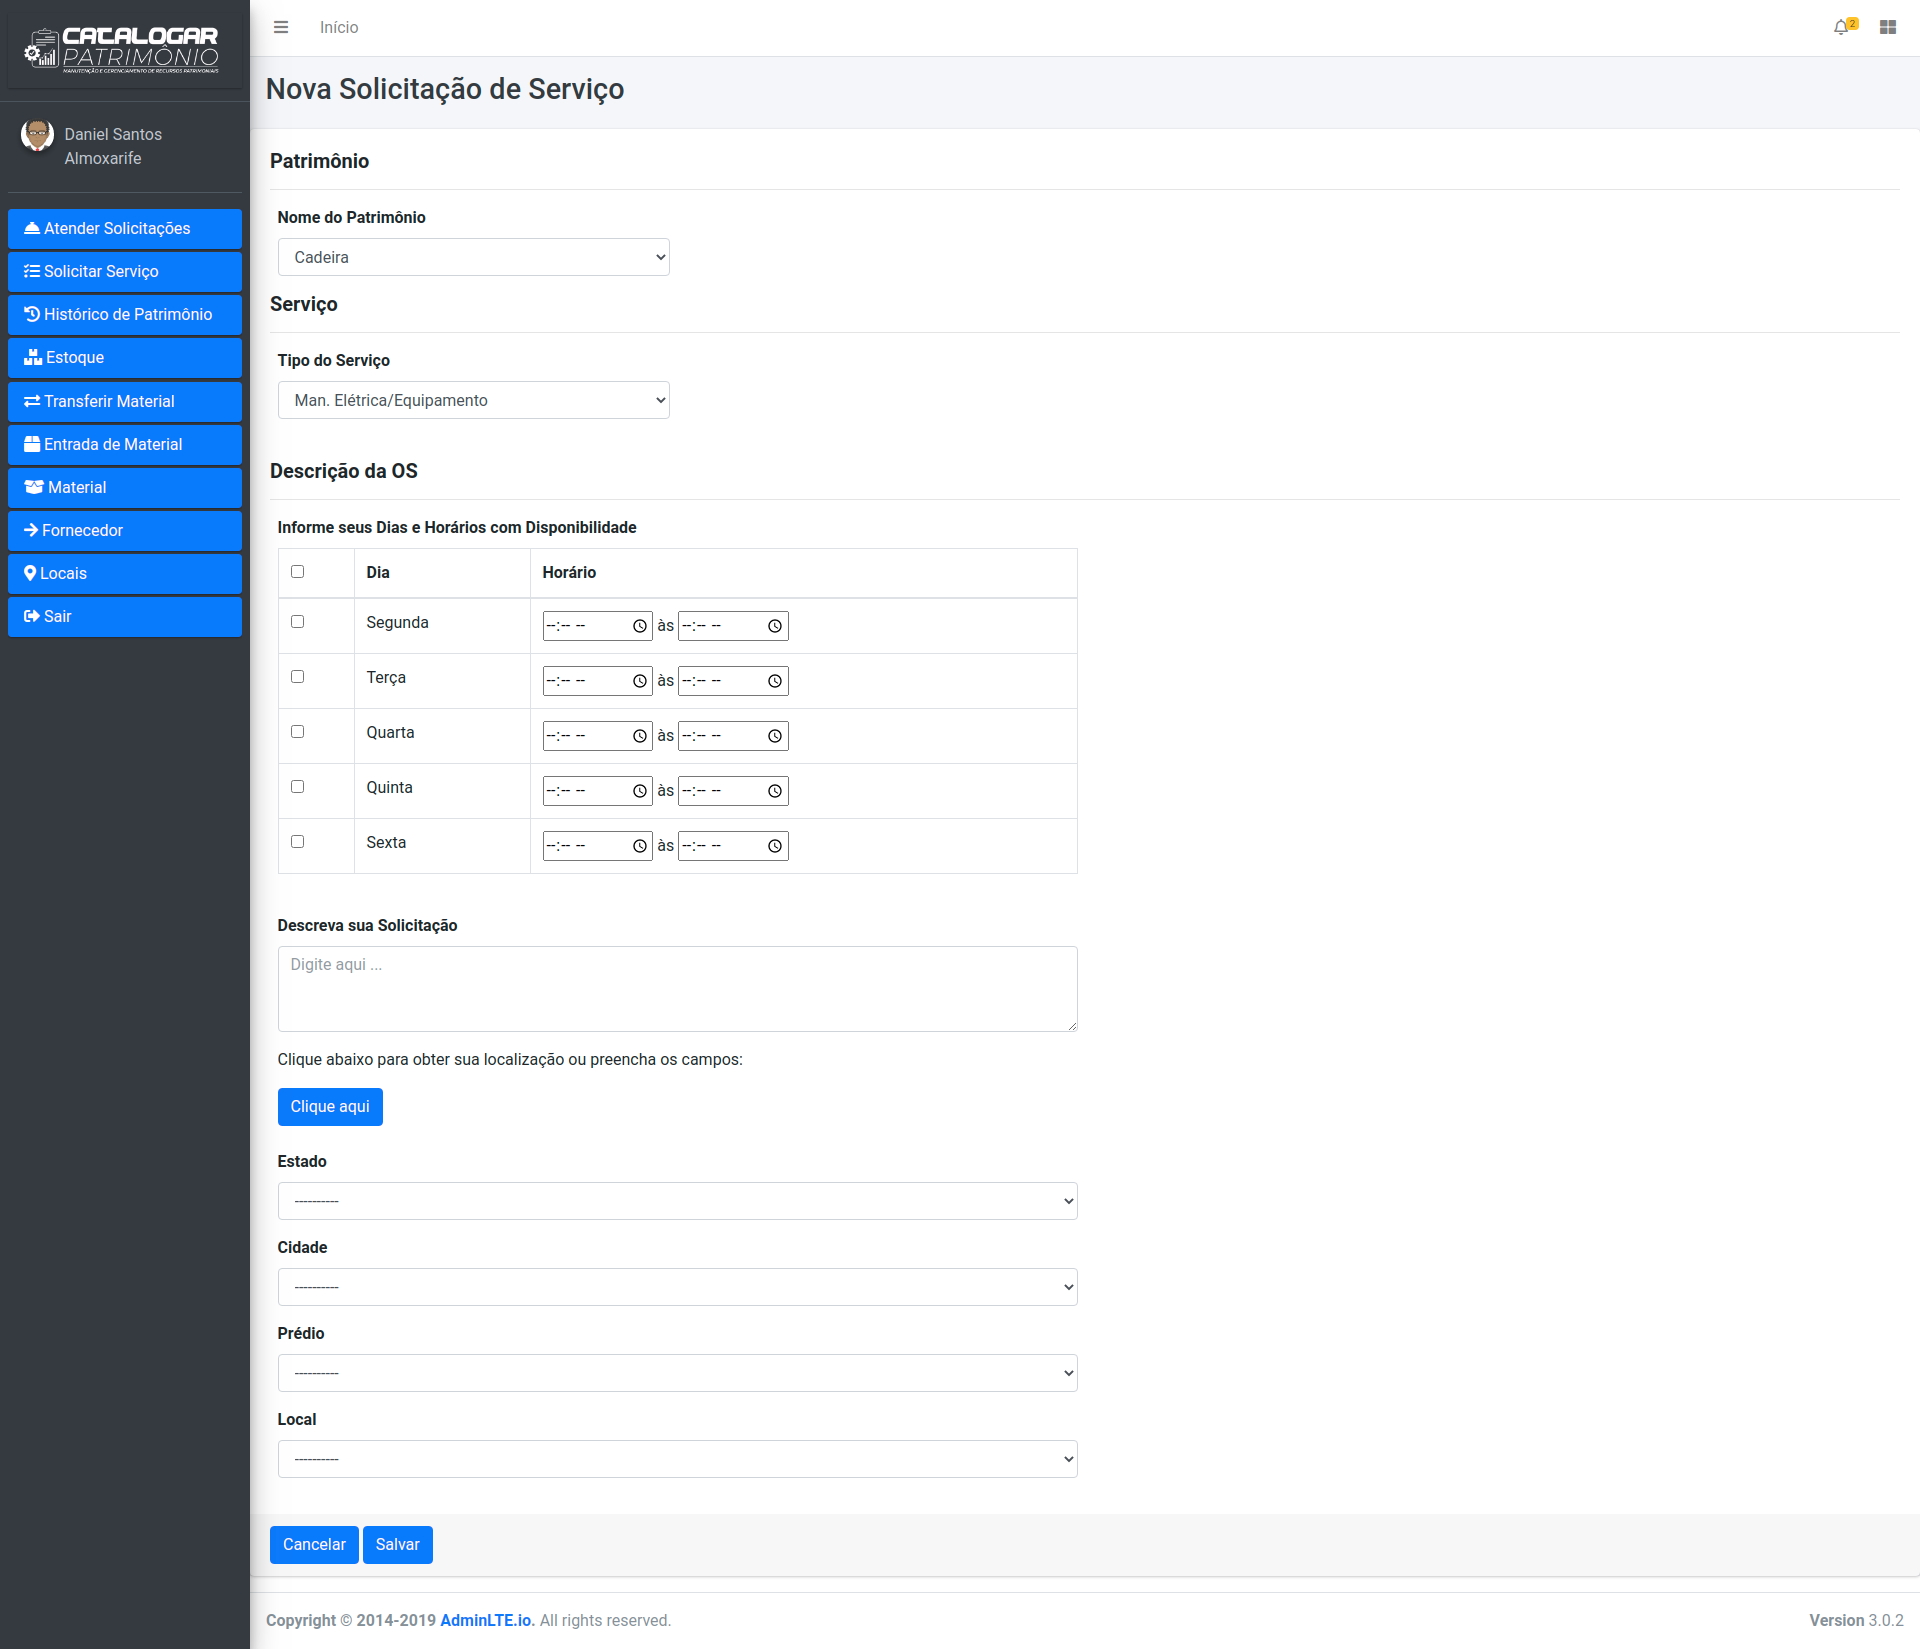 CATALOGAR
PATRIMÔNIO
MANUTENÇÃO E GERENCIAMENTO DE RECURSOS PATRIMONIAIS
Daniel Santos
Almoxarife
Atender Solicitações
Solicitar Serviço
Histórico de Patrimônio
Estoque
Transferir Material
Entrada de Material
Material
Fornecedor
Locais
Sair
Início
2
Nova Solicitação de Serviço
Patrimônio
Nome do Patrimônio
Cadeira
Serviço
Tipo do Serviço
Man. Elétrica/Equipamento
Descrição da OS
Informe seus Dias e Horários com Disponibilidade
Dia Horário
Segunda --:-- -- às --:-- --
Terça --:-- -- às --:-- --
Quarta --:-- -- às --:-- --
Quinta --:-- -- às --:-- --
Sexta --:-- -- às --:-- --
Descreva sua Solicitação
Digite aqui ...
Clique abaixo para obter sua localização ou preencha os campos:
Clique aqui
Estado
----------
Cidade
----------
Prédio
----------
Local
----------
Cancelar Salvar
Copyright © 2014-2019 AdminLTE.io. All rights reserved. Version 3.0.2